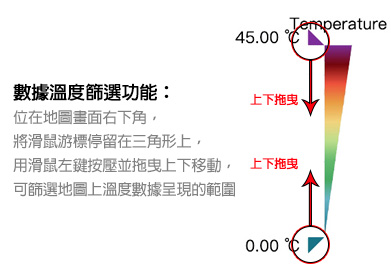 Temperature
45.00 ℃
數據溫度篩選功能：
位在地圖畫面右下角，
將滑鼠游標停留在三角形上，
用滑鼠左鍵按壓並拖曳上下移動，
可篩選地圖上溫度數據呈現的範圍
上下拖曳
上下拖曳
0.00 ℃